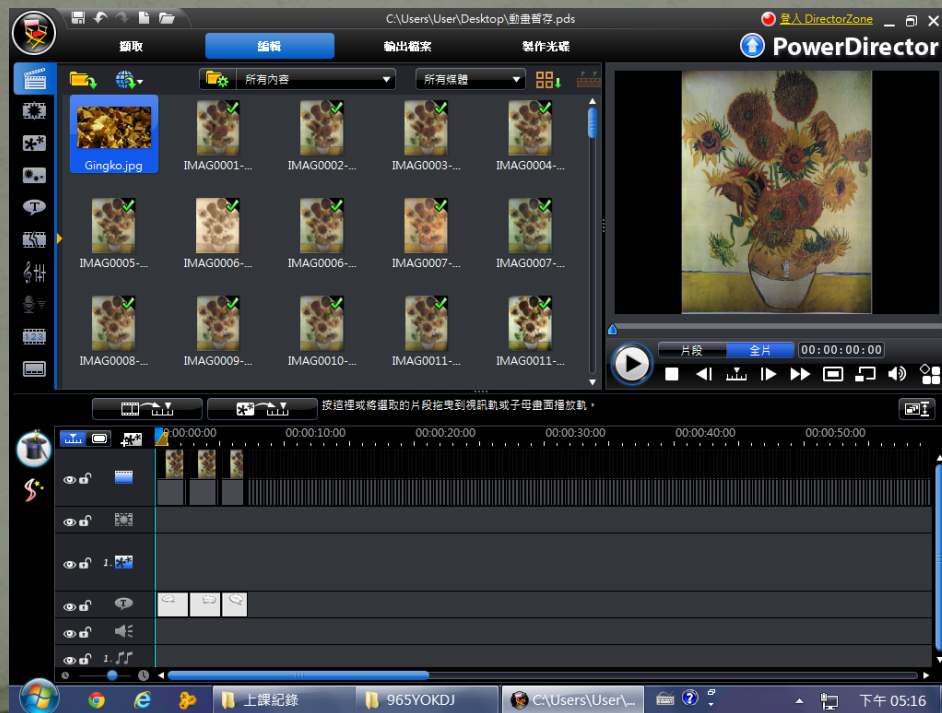 C:\Users\User\Desktop\動畫暫存.pds
登入 DirectorZone
擷取
編輯
輸出檔案
製作光碟
PowerDirector
所有內容
所有媒體
Gingko.jpg
IMAG0001-...
IMAG0002-...
IMAG0003-...
IMAG0004-...
IMAG0005-...
IMAG0006-...
IMAG0006-...
IMAG0007-...
IMAG0007-...
IMAG0008-...
IMAG0009-...
IMAG0010-...
IMAG0011-...
IMAG0011-...
片段
全片
00:00:00:00
按這裡或將選取的片段拖曳到視訊軌或子母畫面播放軌。
0:00:00:00
00:00:10:00
00:00:20:00
00:00:30:00
00:00:40:00
00:00:50:00
1.
1.
上課紀錄
965YOKDJ
C:\Users\User\...
下午 05:16